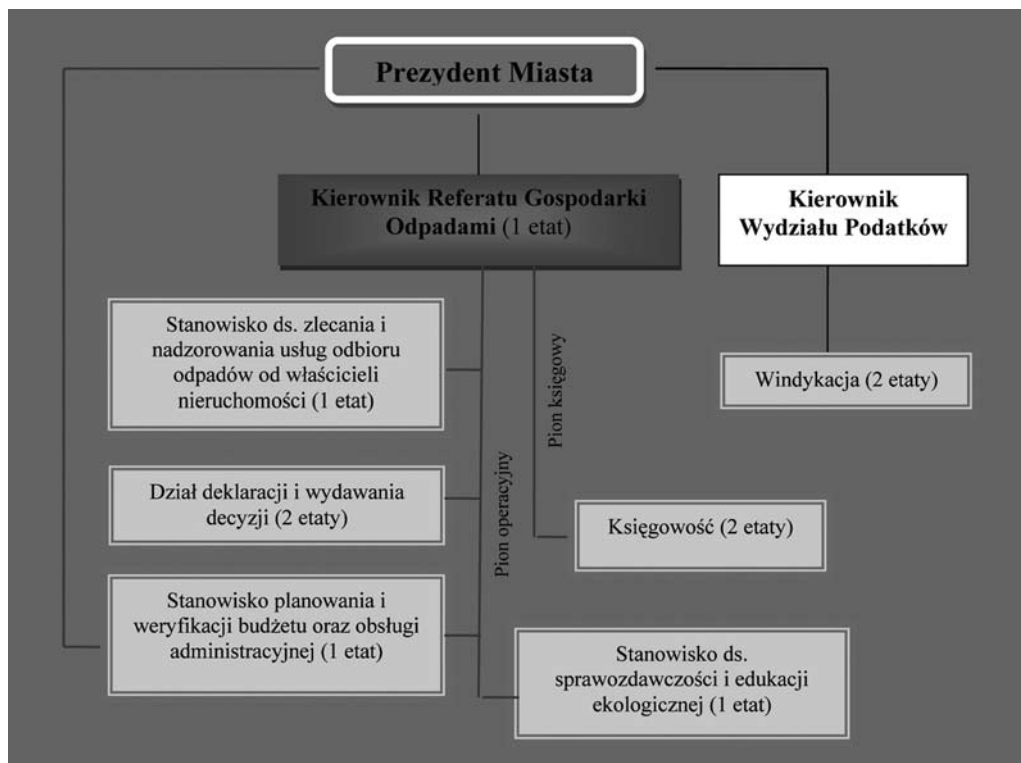 Prezydent Miasta
Kierownik Referatu Gospodarki
Odpadami (1 etat)
Kierownik
Wydziału Podatków
Stanowisko ds. zlecania i
nadzorowania usług odbioru
odpadów od właścicieli
nieruchomości (1 etat)
Pion księgowy
Windykacja (2 etaty)
Dział deklaracji i wydawania
decyzji (2 etaty)
Pion operacyjny
Księgowość (2 etaty)
Stanowisko planowania i
weryfikacji budżetu oraz obsługi
administracyjnej (1 etat)
Stanowisko ds.
sprawozdawczości i edukacji
ekologicznej (1 etat)